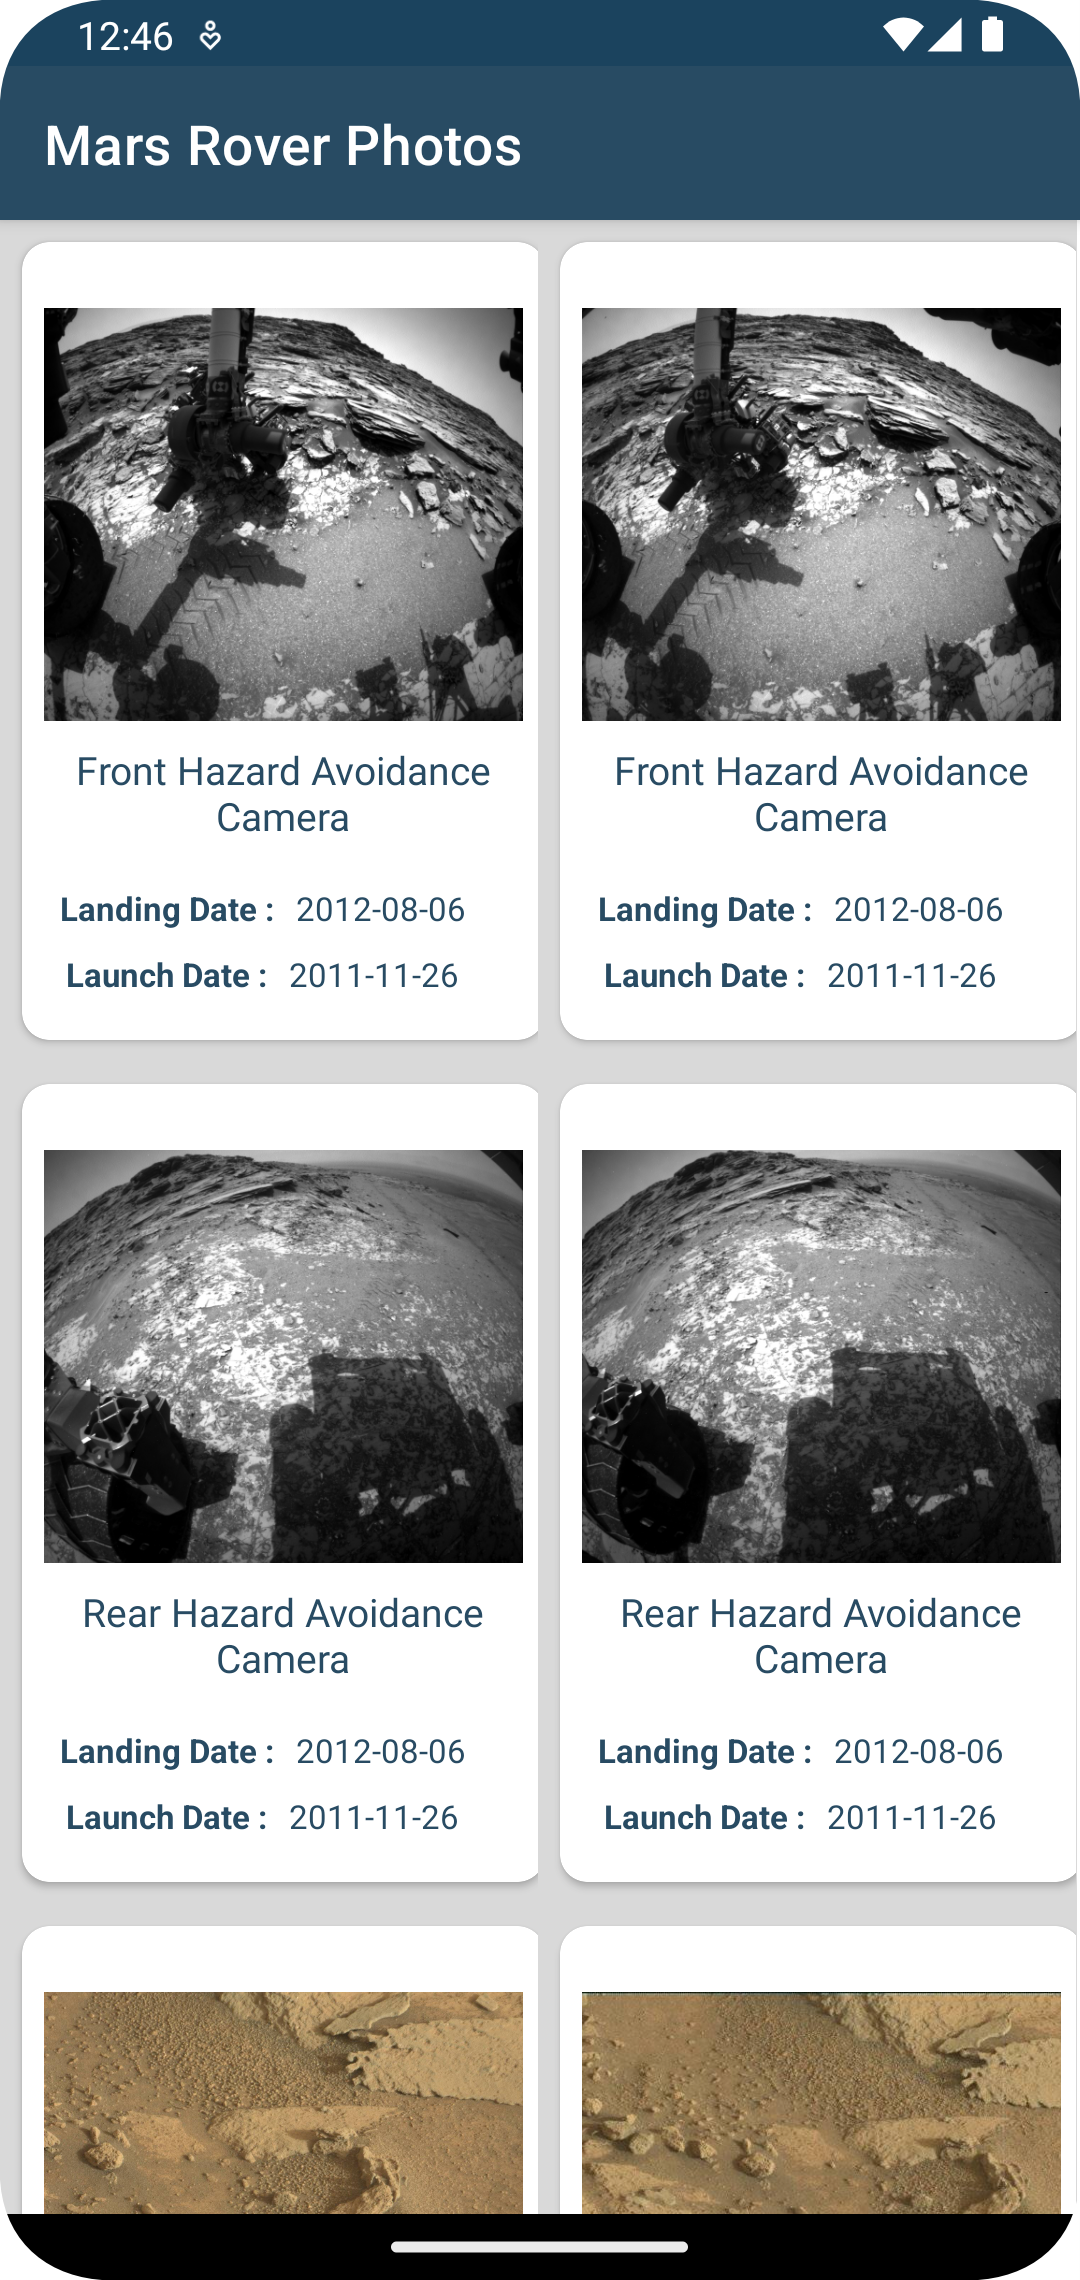 12:46
Mars Rover Photos
Front Hazard Avoidance
Camera
Landing Date : 2012-08-06
Launch Date : 2011-11-26
Front Hazard Avoidance
Camera
Landing Date : 2012-08-06
Launch Date : 2011-11-26
Rear Hazard Avoidance
Camera
Landing Date : 2012-08-06
Launch Date : 2011-11-26
Rear Hazard Avoidance
Camera
Landing Date : 2012-08-06
Launch Date : 2011-11-26